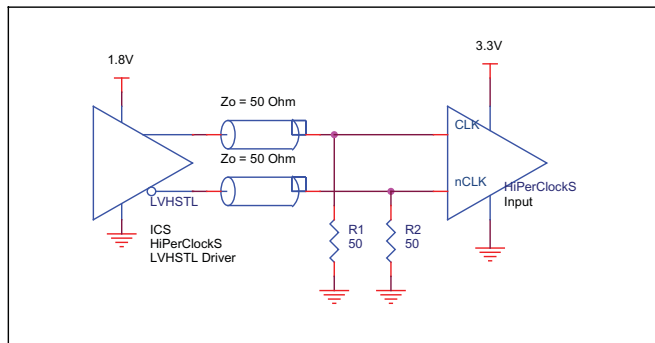 1.8V
3.3V
Zo = 50 Ohm
CLK
Zo = 50 Ohm
nCLK
HiPerClockS
Input
LVHSTL
ICS
HiPerClockS
LVHSTL Driver
R1
50
R2
50